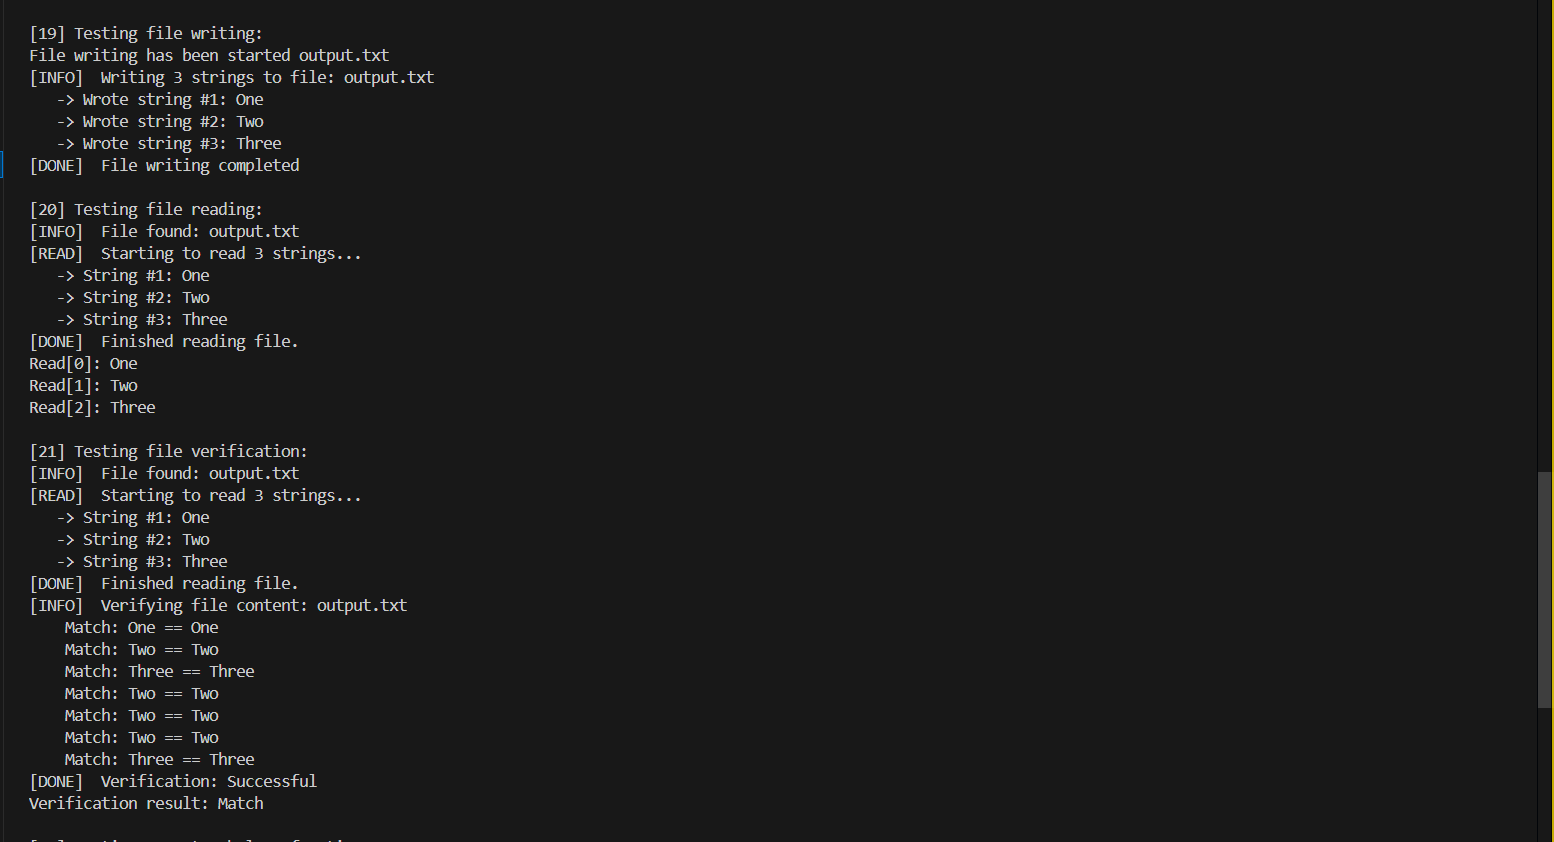 [19] Testing file writing:
File writing has been started output.txt
[INFO]  Writing 3 strings to file: output.txt
   -> Wrote string #1: One
   -> Wrote string #2: Two
   -> Wrote string #3: Three
[DONE]  File writing completed
[20] Testing file reading:
[INFO]  File found: output.txt
[READ]  Starting to read 3 strings...
   -> String #1: One
   -> String #2: Two
   -> String #3: Three
[DONE]  Finished reading file.
Read[0]: One
Read[1]: Two
Read[2]: Three
[21] Testing file verification:
[INFO]  File found: output.txt
[READ]  Starting to read 3 strings...
   -> String #1: One
   -> String #2: Two
   -> String #3: Three
[DONE]  Finished reading file.
[INFO]  Verifying file content: output.txt
    Match: One == One
    Match: Two == Two
    Match: Three == Three
    Match: Two == Two
    Match: Two == Two
    Match: Two == Two
    Match: Three == Three
[DONE]  Verification: Successful
Verification result: Match